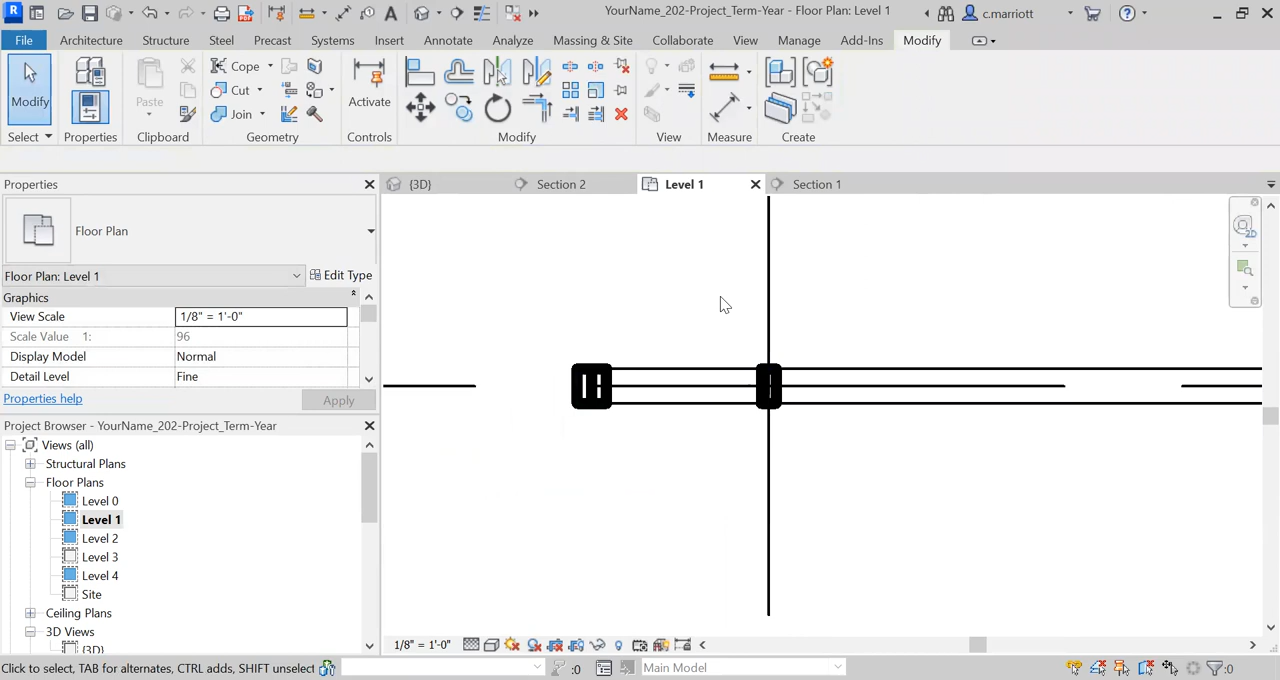 YourName_202-Project_Term-Year - Floor Plan: Level 1
c.marriott
File Architecture Structure Steel Precast Systems Insert Annotate Analyze Massing & Site Collaborate View Manage Add-Ins Modify
Modify
Paste
Cope
Cut
Join
Activate
Select Properties Clipboard Geometry Controls Modify View Measure Create
Properties
{3D} Section 2 Level 1 Section 1
Floor Plan
Floor Plan: Level 1 Edit Type
Graphics
View Scale 1/8" = 1'-0"
Scale Value 1: 96
Display Model Normal
Detail Level Fine
Properties help Apply
Project Browser - YourName_202-Project_Term-Year
Views (all)
Structural Plans
Floor Plans
Level 0
Level 1
Level 2
Level 3
Level 4
Site
Ceiling Plans
3D Views
{3D}
1/8" = 1'-0"
Click to select, TAB for alternates, CTRL adds, SHIFT unselect :0 Main Model :0